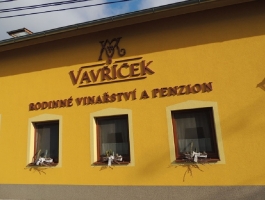 VAVŘÍČEK
RODINNÉ VINAŘSTVÍ A PENZION